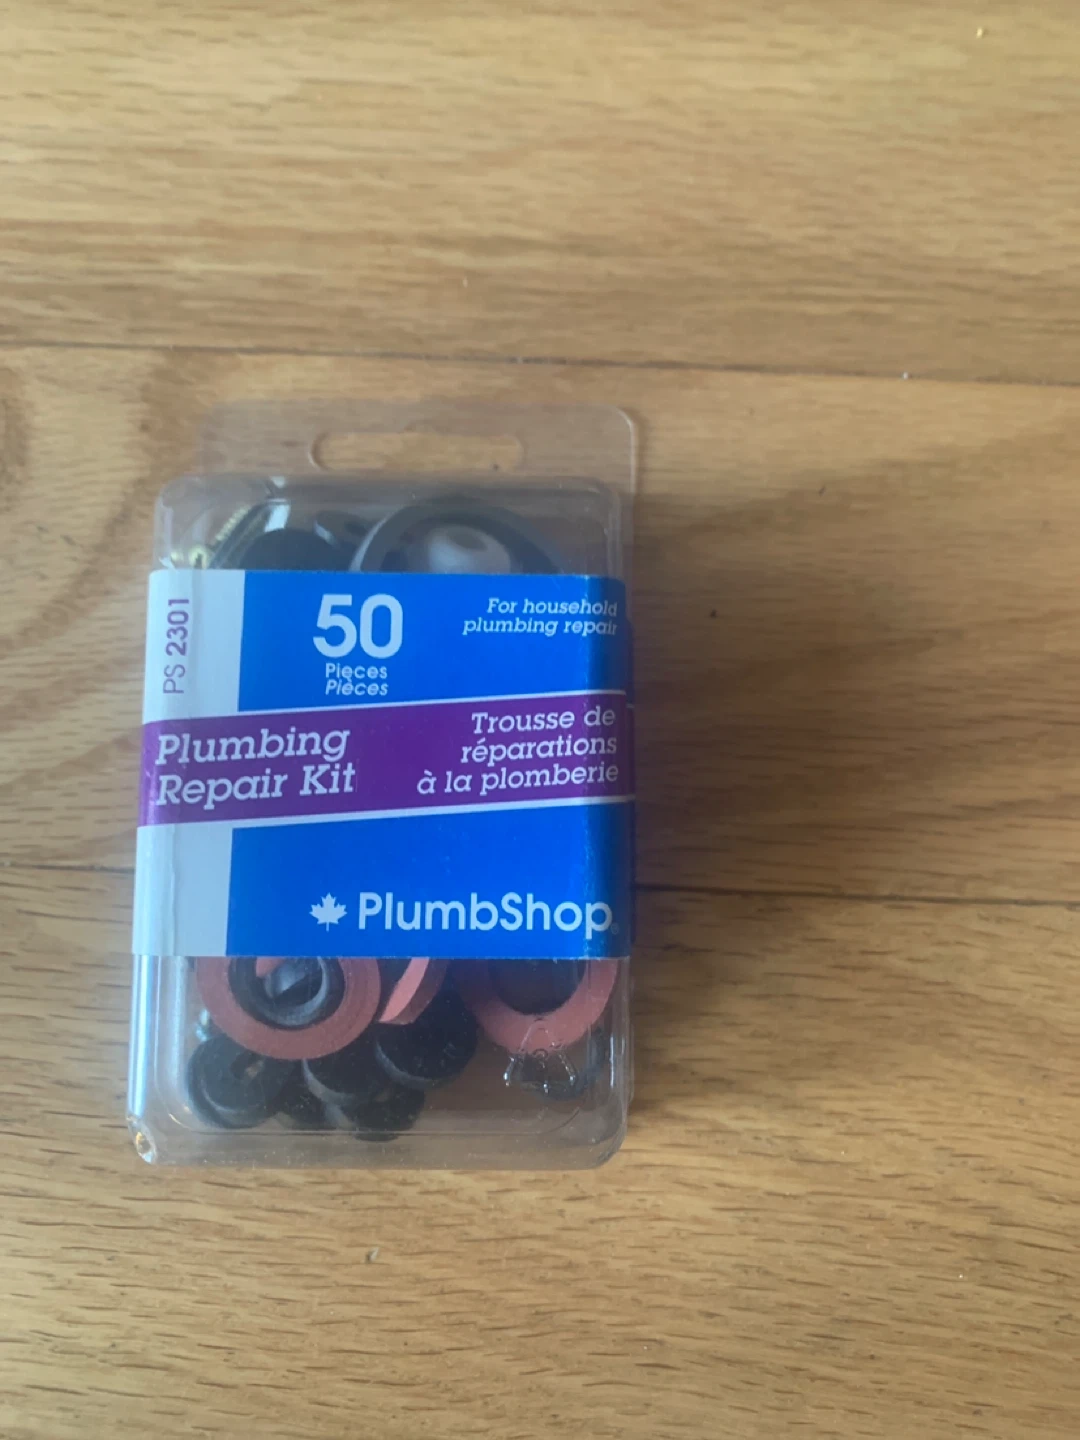 PS 2301
50
Pieces
Pièces
For household
plumbing repair
Plumbing
Repair Kit
Trousse de
réparations
à la plomberie
PlumbShop®